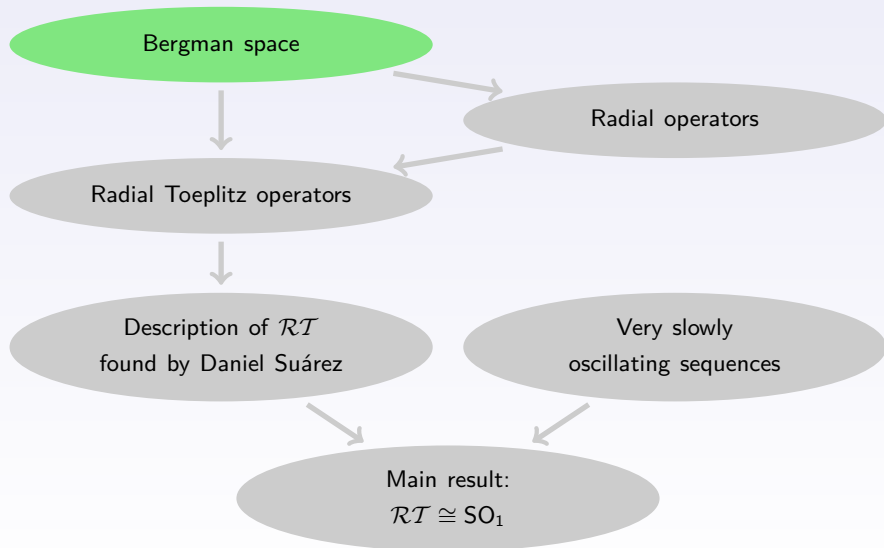 Bergman space
Radial operators
Radial Toeplitz operators
Description of 𝓡𝓣
found by Daniel Suárez
Very slowly
oscillating sequences
Main result:
𝓡𝓣 ≅ SO₁